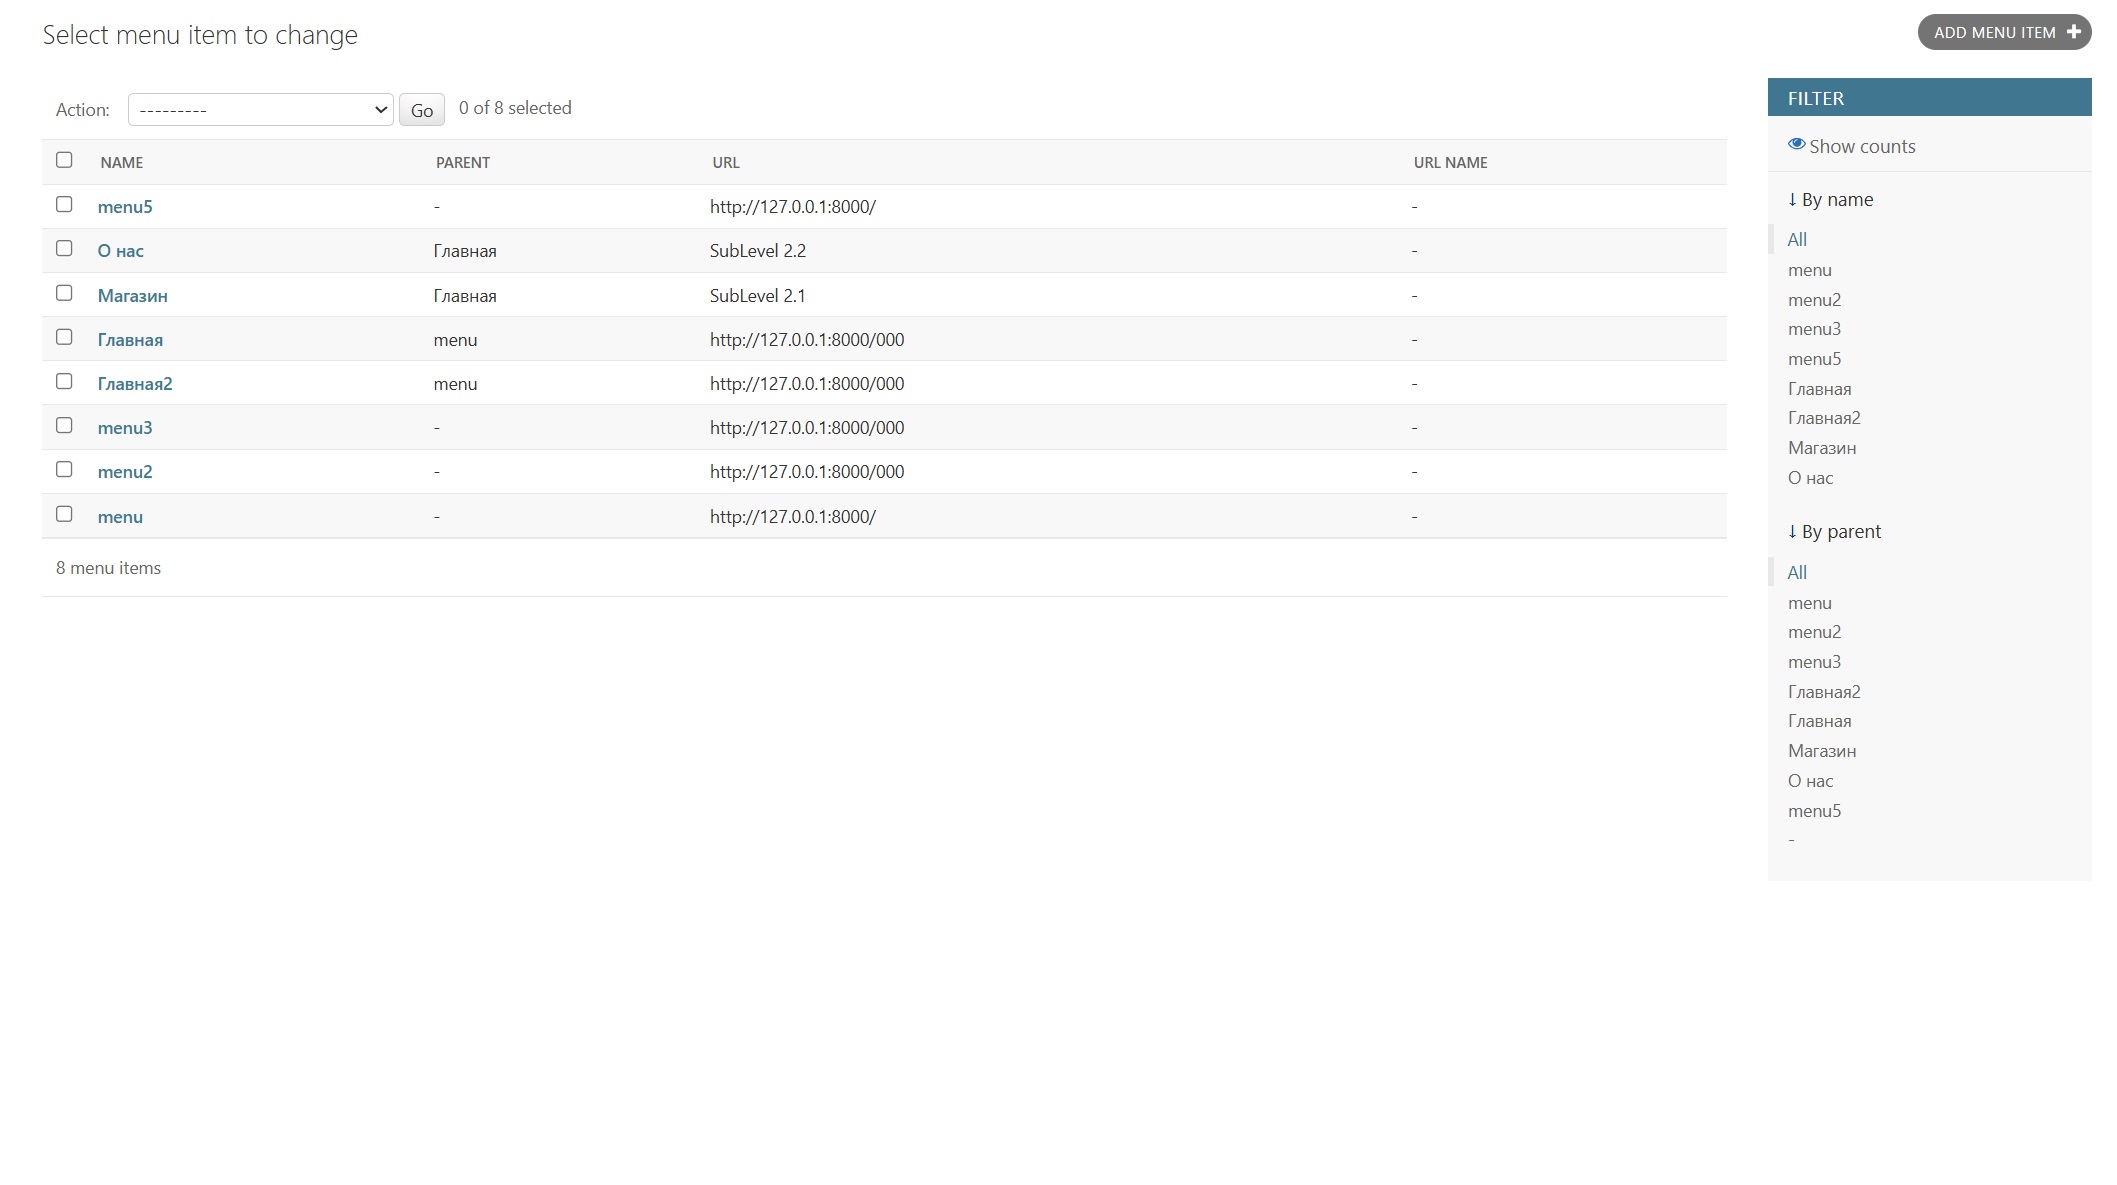 Select menu item to change
ADD MENU ITEM
Action: --------- Go 0 of 8 selected
NAME PARENT URL URL NAME
menu5 - http://127.0.0.1:8000/ -
О нас Главная SubLevel 2.2 -
Магазин Главная SubLevel 2.1 -
Главная menu http://127.0.0.1:8000/000 -
Главная2 menu http://127.0.0.1:8000/000 -
menu3 - http://127.0.0.1:8000/000 -
menu2 - http://127.0.0.1:8000/000 -
menu - http://127.0.0.1:8000/ -
8 menu items
FILTER
Show counts
↓ By name
All
menu
menu2
menu3
menu5
Главная
Главная2
Магазин
О нас
↓ By parent
All
menu
menu2
menu3
Главная2
Главная
Магазин
О нас
menu5
-